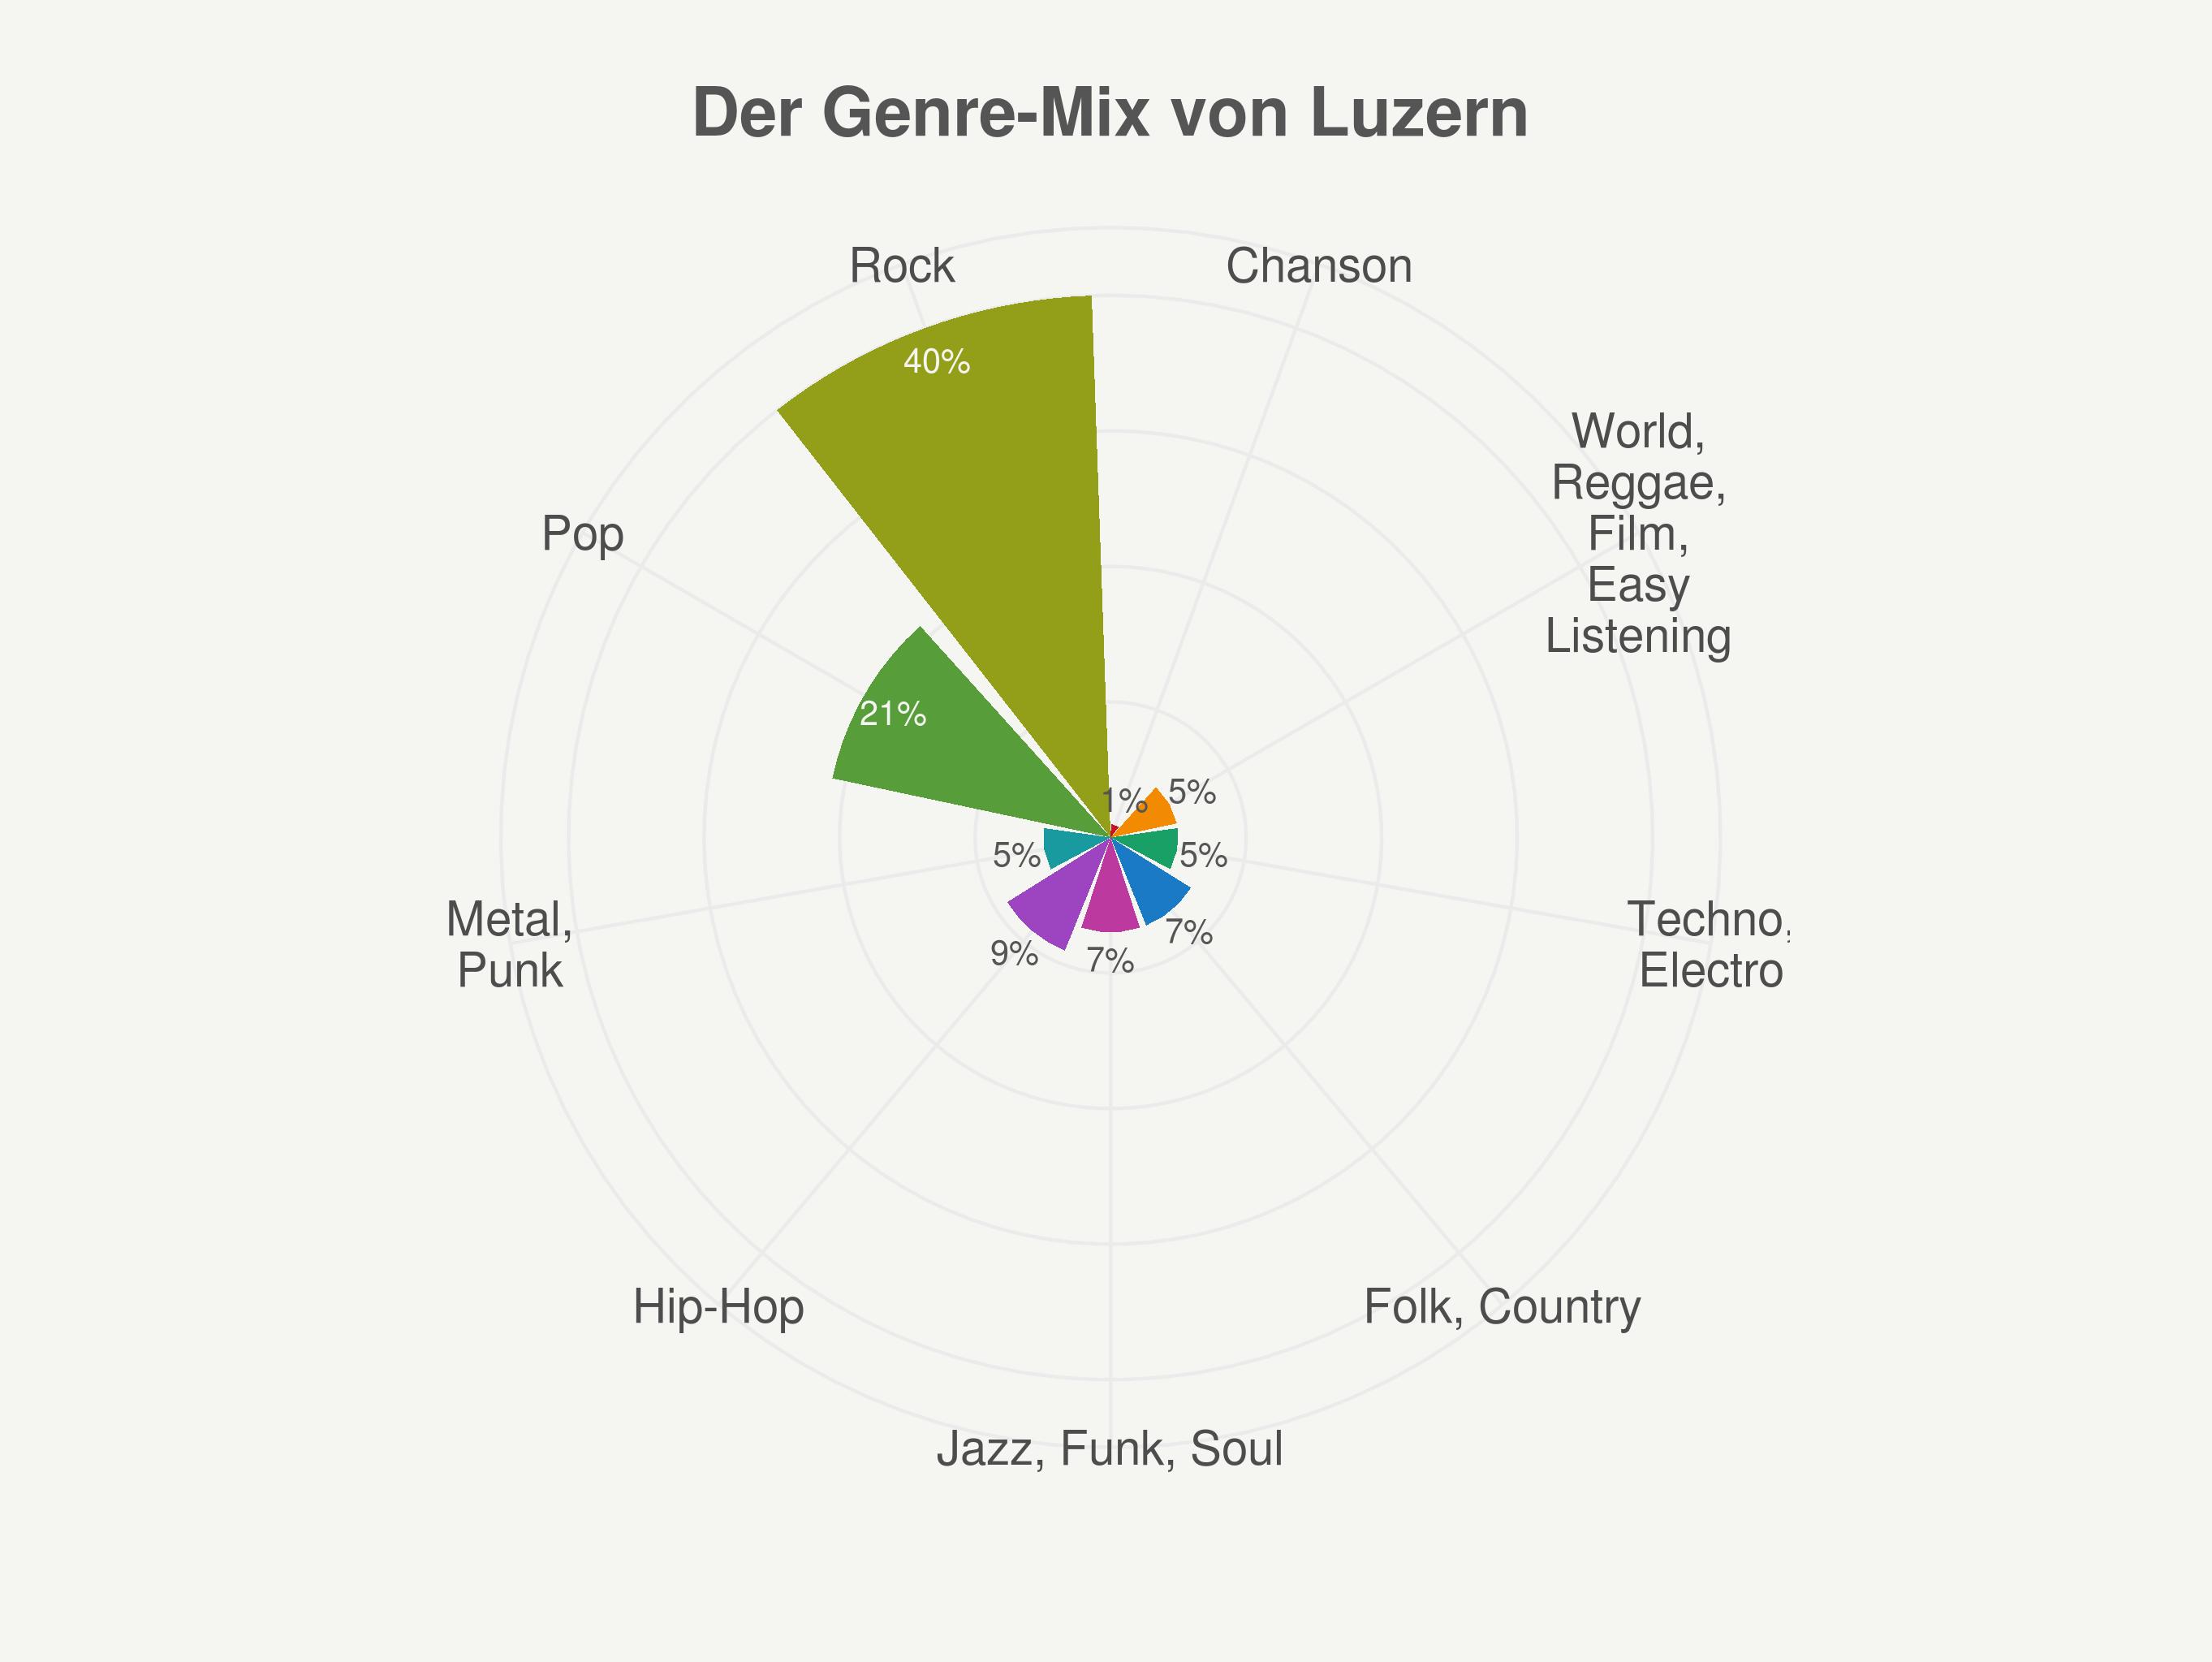 Der Genre-Mix von Luzern
Rock
Chanson
40%
World,
Reggae,
Film,
Easy
Listening
Pop
21%
1%
5%
5%
5%
7%
7%
9%
Metal,
Punk
Techno,
Electro
Hip-Hop
Folk, Country
Jazz, Funk, Soul